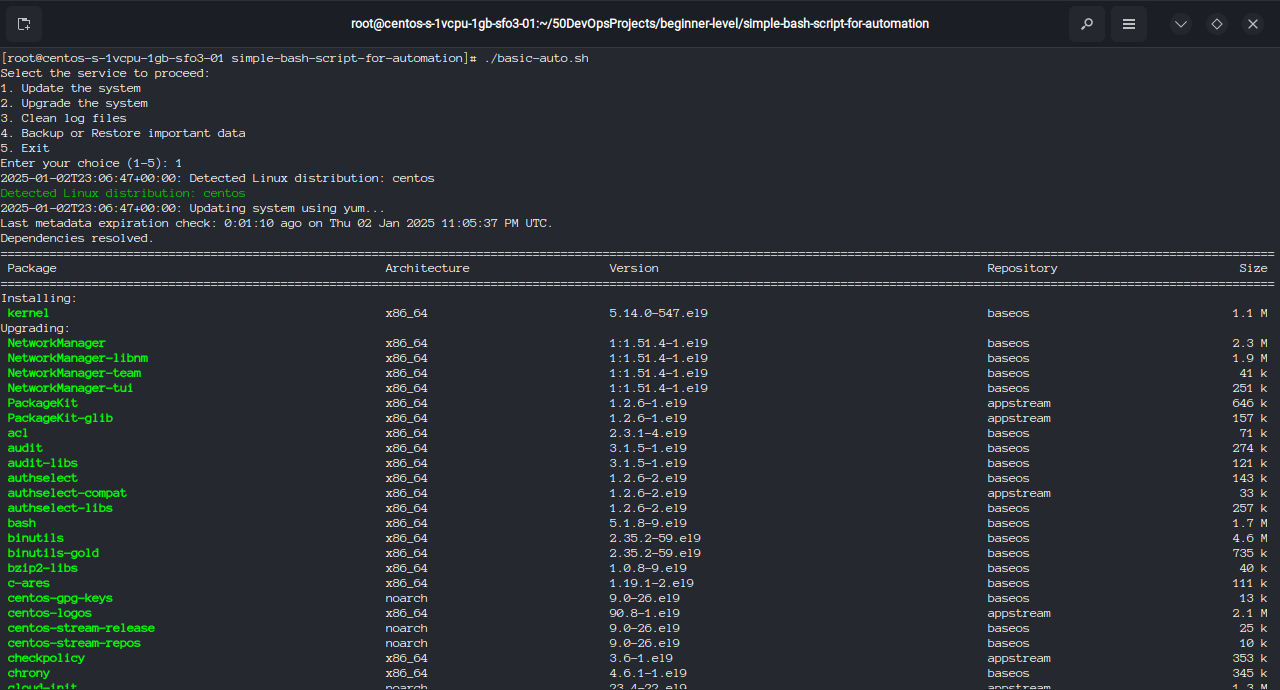 root@centos-s-1vcpu-1gb-sfo3-01:~/50DevOpsProjects/beginner-level/simple-bash-script-for-automation
[root@centos-s-1vcpu-1gb-sfo3-01 simple-bash-script-for-automation]# ./basic-auto.sh
Select the service to proceed:
1. Update the system
2. Upgrade the system
3. Clean log files
4. Backup or Restore important data
5. Exit
Enter your choice (1-5): 1
2025-01-02T23:06:47+00:00: Detected Linux distribution: centos
Detected Linux distribution: centos
2025-01-02T23:06:47+00:00: Updating system using yum...
Last metadata expiration check: 0:01:10 ago on Thu 02 Jan 2025 11:05:37 PM UTC.
Dependencies resolved.
Package Architecture Version Repository Size
Installing:
kernel x86_64 5.14.0-547.el9 baseos 1.1 M
Upgrading:
NetworkManager x86_64 1:1.51.4-1.el9 baseos 2.3 M
NetworkManager-libnm x86_64 1:1.51.4-1.el9 baseos 1.9 M
NetworkManager-team x86_64 1:1.51.4-1.el9 baseos 41 k
NetworkManager-tui x86_64 1:1.51.4-1.el9 baseos 251 k
PackageKit x86_64 1.2.6-1.el9 appstream 646 k
PackageKit-glib x86_64 1.2.6-1.el9 appstream 157 k
acl x86_64 2.3.1-4.el9 baseos 71 k
audit x86_64 3.1.5-1.el9 baseos 274 k
audit-libs x86_64 3.1.5-1.el9 baseos 121 k
authselect x86_64 1.2.6-2.el9 baseos 143 k
authselect-compat x86_64 1.2.6-2.el9 appstream 33 k
authselect-libs x86_64 1.2.6-2.el9 baseos 257 k
bash x86_64 5.1.8-9.el9 baseos 1.7 M
binutils x86_64 2.35.2-59.el9 baseos 4.6 M
binutils-gold x86_64 2.35.2-59.el9 baseos 735 k
bzip2-libs x86_64 1.0.8-9.el9 baseos 40 k
c-ares x86_64 1.19.1-2.el9 baseos 111 k
centos-gpg-keys noarch 9.0-26.el9 baseos 13 k
centos-logos x86_64 90.8-1.el9 appstream 2.1 M
centos-stream-release noarch 9.0-26.el9 baseos 25 k
centos-stream-repos noarch 9.0-26.el9 baseos 10 k
checkpolicy x86_64 3.6-1.el9 appstream 353 k
chrony x86_64 4.6.1-1.el9 baseos 345 k
cloud-init noarch 23.4-22.el9 appstream 1.3 M